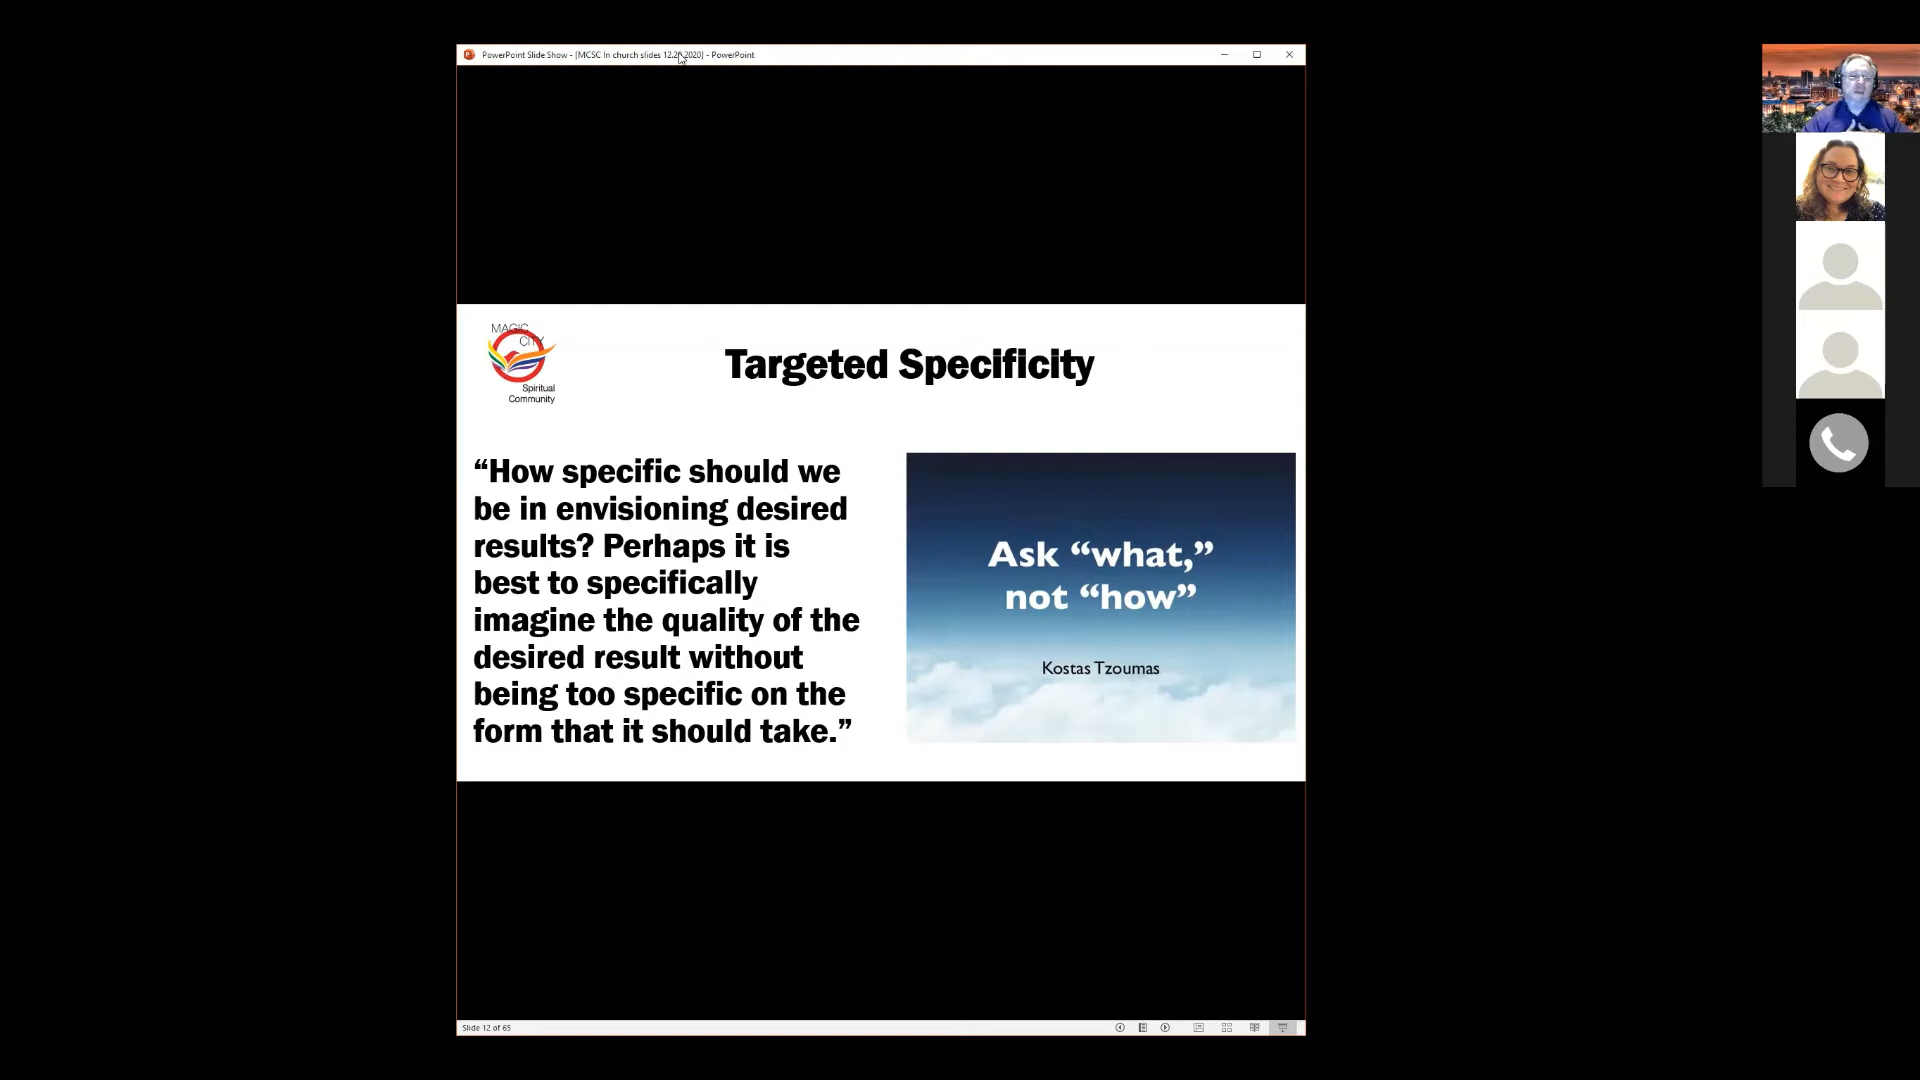 PowerPoint Slide Show - [MCSC In church slides 12.20.2020] - PowerPoint
MAGIC
CITY
Spiritual
Community
Targeted Specificity
“How specific should we
be in envisioning desired
results? Perhaps it is
best to specifically
imagine the quality of the
desired result without
being too specific on the
form that it should take.”
Ask “what,”
not “how”
Kostas Tzoumas
Slide 12 of 65